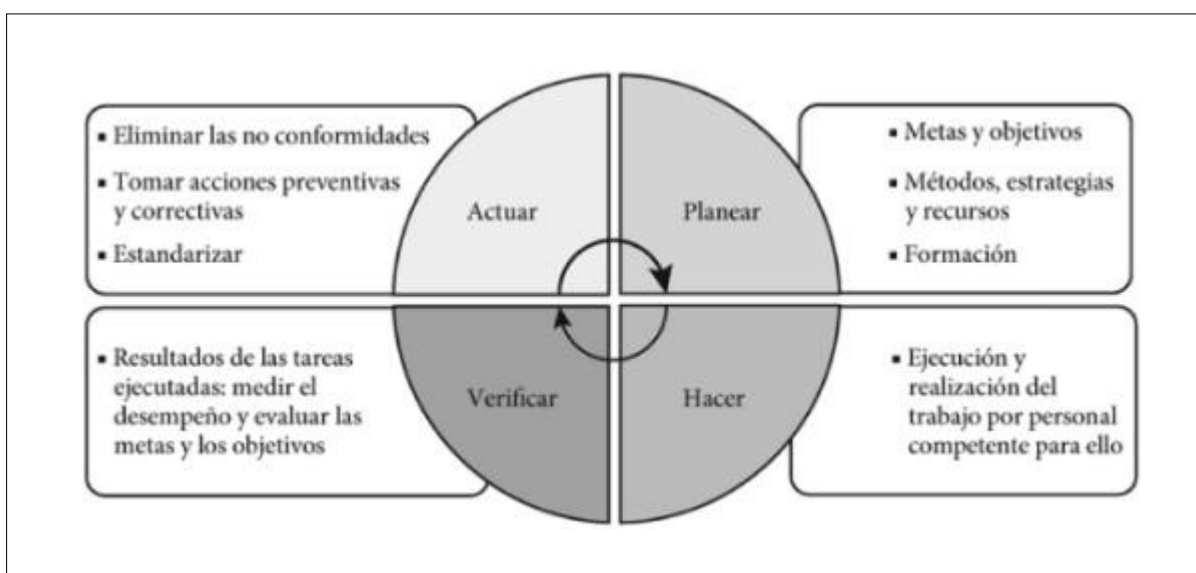 ▪ Eliminar las no conformidades
▪ Tomar acciones preventivas
y correctivas
▪ Estandarizar
Actuar
Planear
▪ Metas y objetivos
▪ Métodos, estrategias
y recursos
▪ Formación
▪ Resultados de las tareas
ejecutadas: medir el
desempeño y evaluar las
metas y los objetivos
Verificar
Hacer
▪ Ejecución y
realización del
trabajo por personal
competente para ello